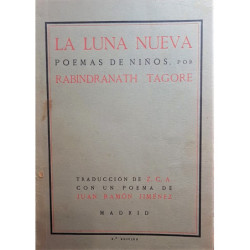 LA LUNA NUEVA
POEMAS DE NIÑOS, POR
RABINDRANATH TAGORE
TRADUCCIÓN DE Z. C. A.
CON UN POEMA DE
JUAN RAMÓN JIMÉNEZ
MADRID
EDICIÓN